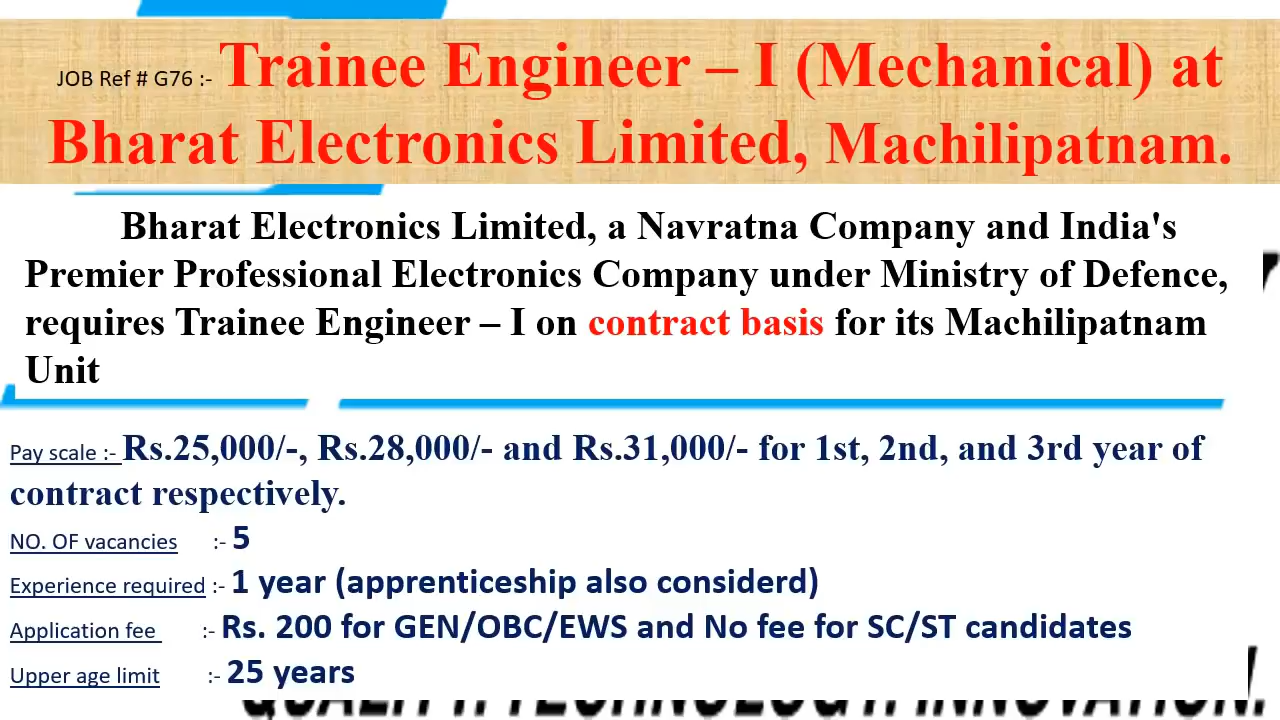 JOB Ref # G76 :- Trainee Engineer – I (Mechanical) at
Bharat Electronics Limited, Machilipatnam.
Bharat Electronics Limited, a Navratna Company and India's
Premier Professional Electronics Company under Ministry of Defence,
requires Trainee Engineer – I on contract basis for its Machilipatnam
Unit
Pay scale :- Rs.25,000/-, Rs.28,000/- and Rs.31,000/- for 1st, 2nd, and 3rd year of
contract respectively.
NO. OF vacancies :- 5
Experience required :- 1 year (apprenticeship also considerd)
Application fee :- Rs. 200 for GEN/OBC/EWS and No fee for SC/ST candidates
Upper age limit :- 25 years
QUALITY. TECHNOLOGY. INNOVATION.